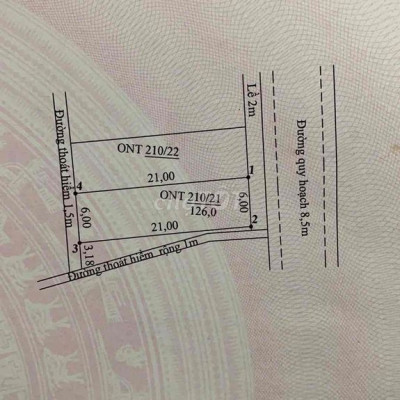 Lề 2m
Đường quy hoạch 8,5m
Đường thoát hiểm 1,5m
ONT 210/22
4
21,00
1
ONT 210/21
126,0
6,00
6,00
21,00
2
3
3,18
Đường thoát hiểm rộng 1m